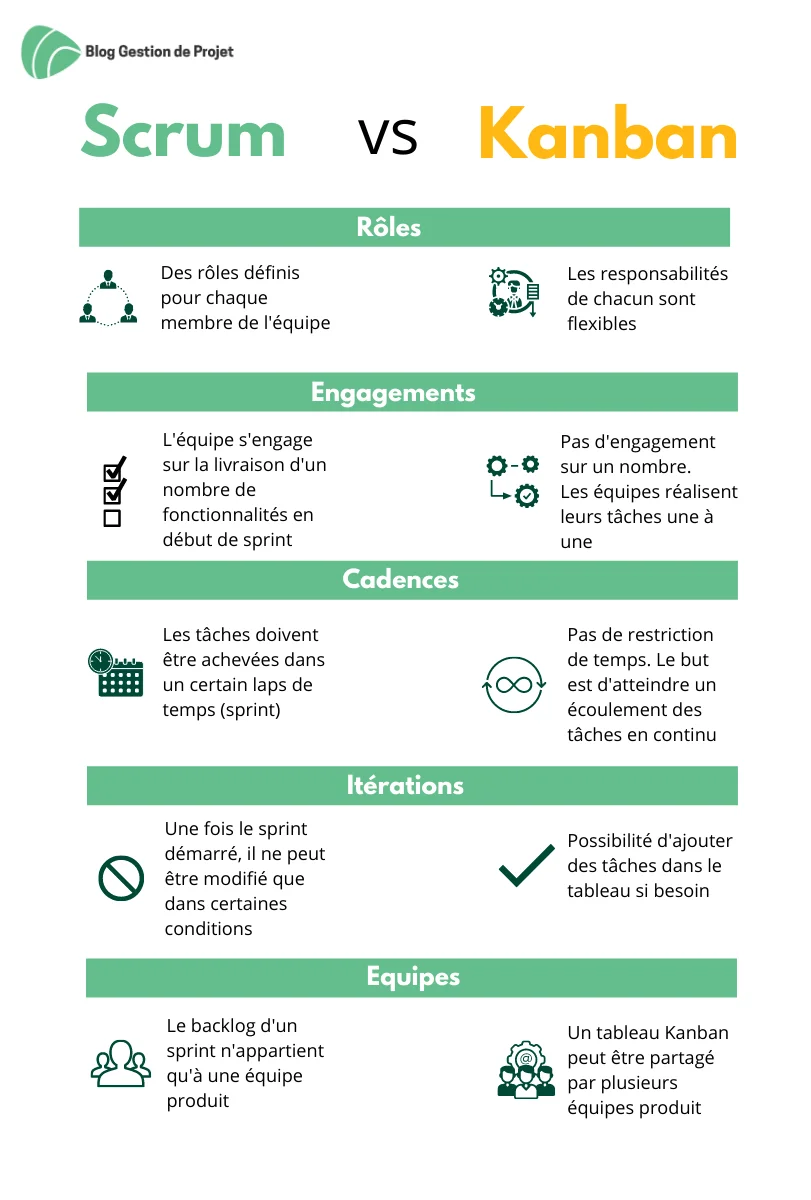 Blog Gestion de Projet
Scrum
vs
Kanban
Rôles
Des rôles définis
pour chaque
membre de l'équipe
Les responsabilités
de chacun sont
flexibles
Engagements
L'équipe s'engage
sur la livraison d'un
nombre de
fonctionnalités en
début de sprint
Pas d'engagement
sur un nombre.
Les équipes réalisent
leurs tâches une à
une
Cadences
Les tâches doivent
être achevées dans
un certain laps de
temps (sprint)
Pas de restriction
de temps. Le but
est d'atteindre un
écoulement des
tâches en continu
Itérations
Une fois le sprint
démarré, il ne peut
être modifié que
dans certaines
conditions
Possibilité d'ajouter
des tâches dans le
tableau si besoin
Equipes
Le backlog d'un
sprint n'appartient
qu'à une équipe
produit
@
Un tableau Kanban
peut être partagé
par plusieurs
équipes produit